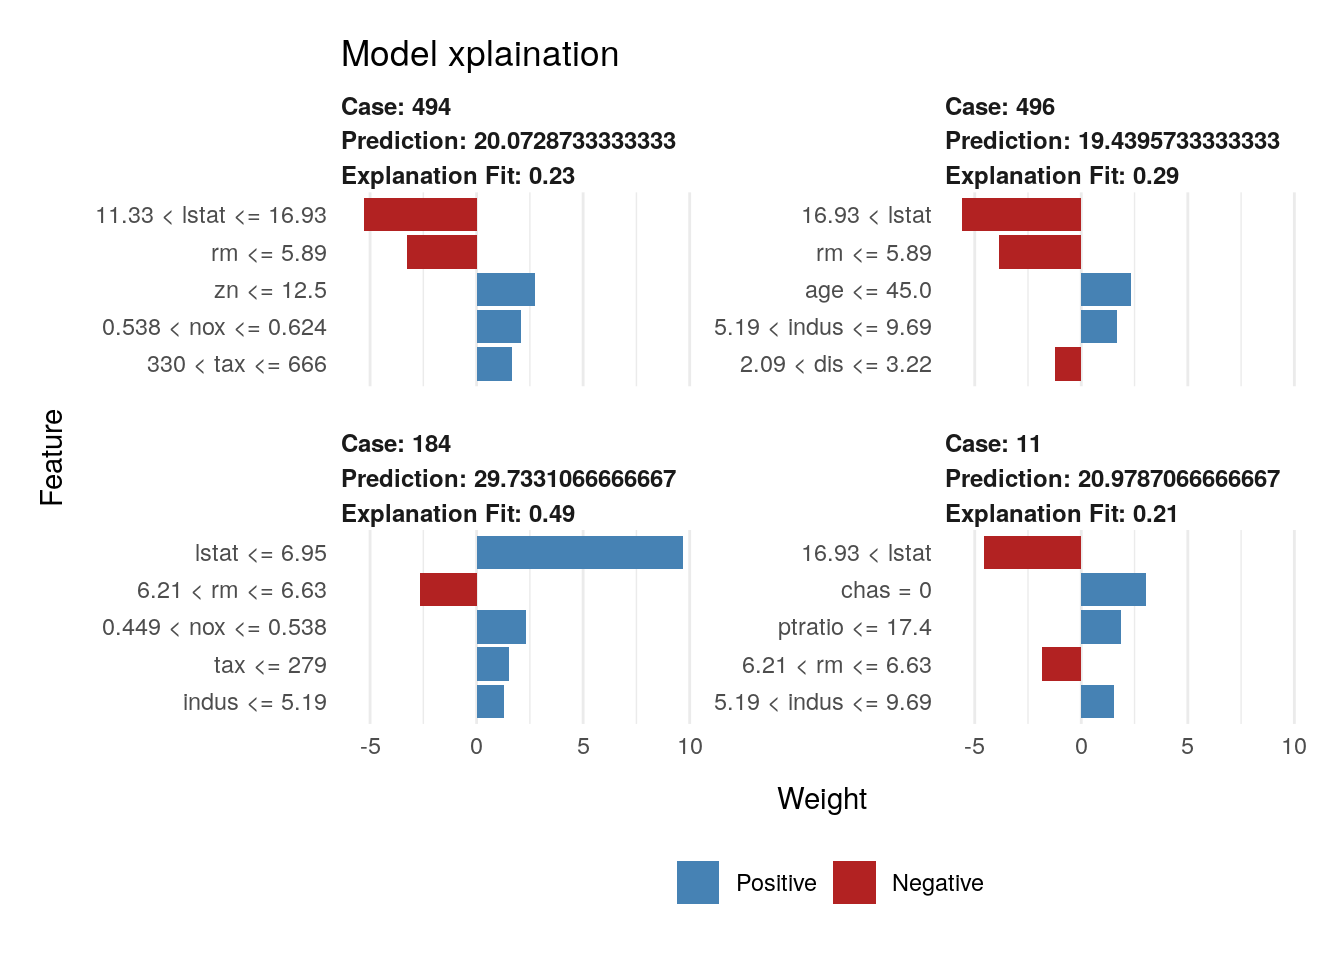 Model xplaination
Case: 494
Prediction: 20.0728733333333
Explanation Fit: 0.23
11.33 < lstat <= 16.93
rm <= 5.89
zn <= 12.5
0.538 < nox <= 0.624
330 < tax <= 666
Case: 496
Prediction: 19.4395733333333
Explanation Fit: 0.29
16.93 < lstat
rm <= 5.89
age <= 45.0
5.19 < indus <= 9.69
2.09 < dis <= 3.22
Feature
Case: 184
Prediction: 29.7331066666667
Explanation Fit: 0.49
lstat <= 6.95
6.21 < rm <= 6.63
0.449 < nox <= 0.538
tax <= 279
indus <= 5.19
-5 0 5 10
Case: 11
Prediction: 20.9787066666667
Explanation Fit: 0.21
16.93 < lstat
chas = 0
ptratio <= 17.4
6.21 < rm <= 6.63
5.19 < indus <= 9.69
-5 0 5 10
Weight
Positive Negative